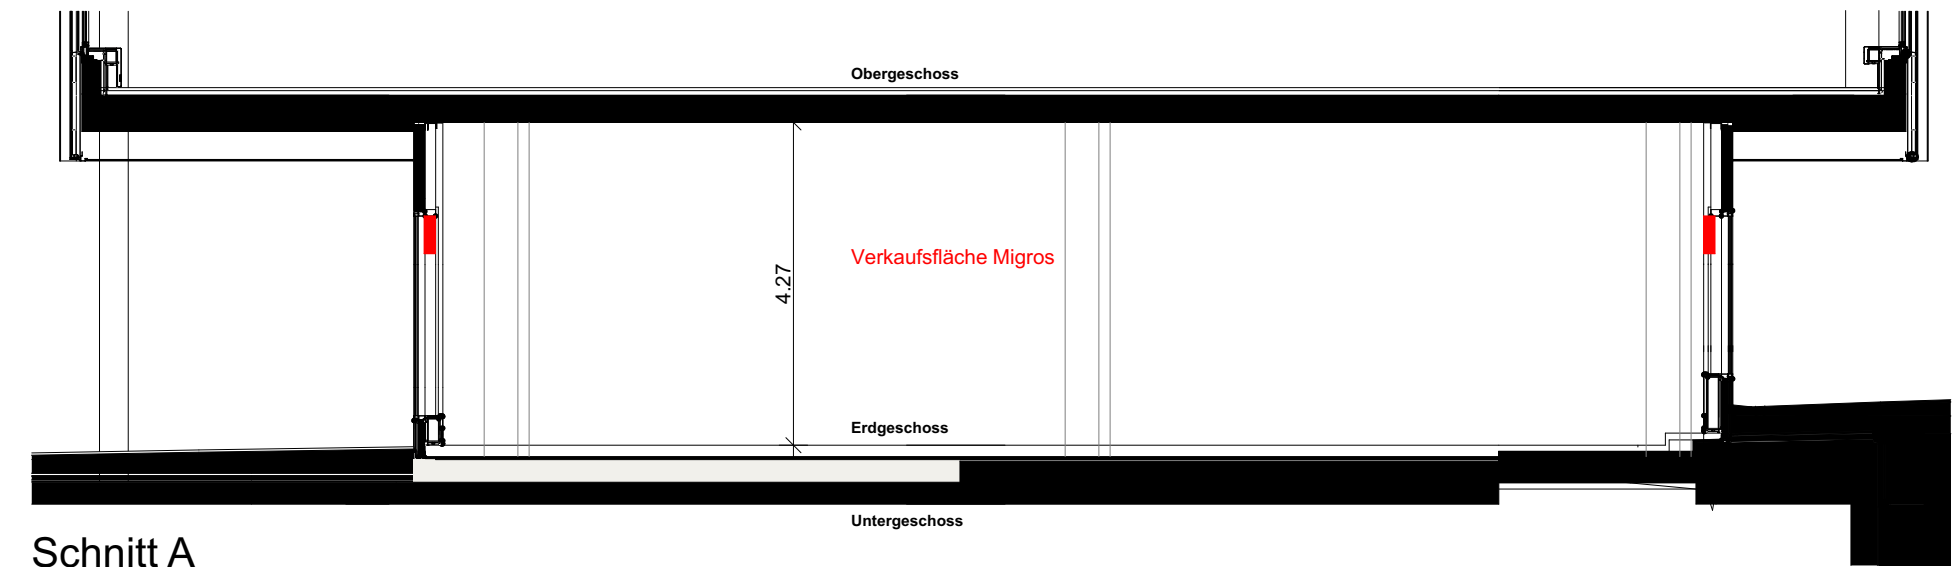 Obergeschoss
Verkaufsfläche Migros
4.27
Erdgeschoss
Untergeschoss
Schnitt A